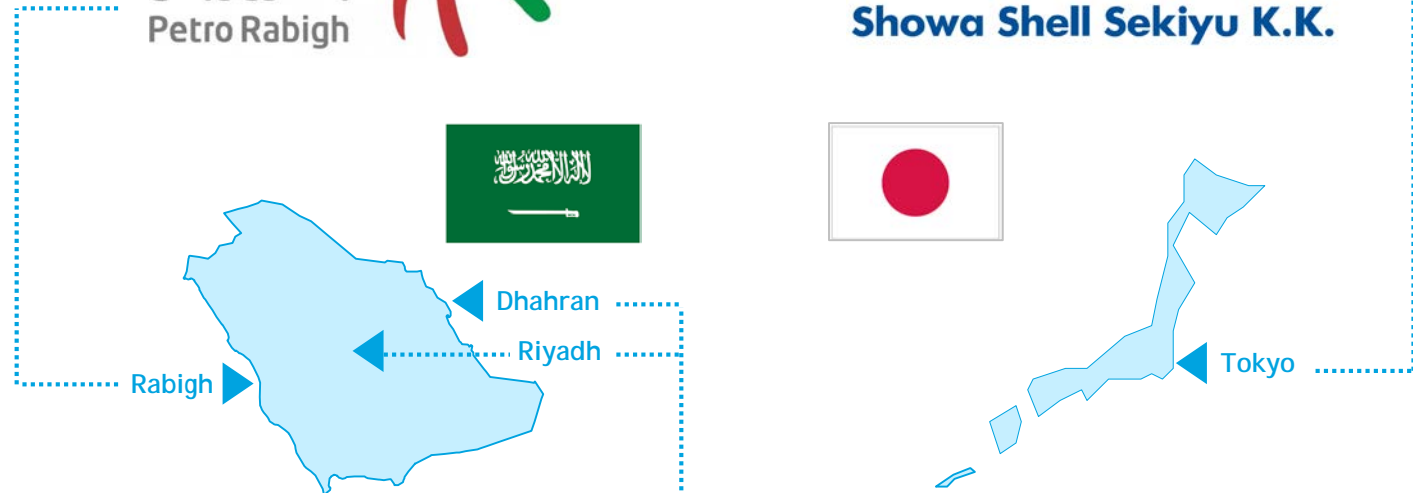 Petro Rabigh
Showa Shell Sekiyu K.K.
Dhahran
Riyadh
Rabigh
Tokyo